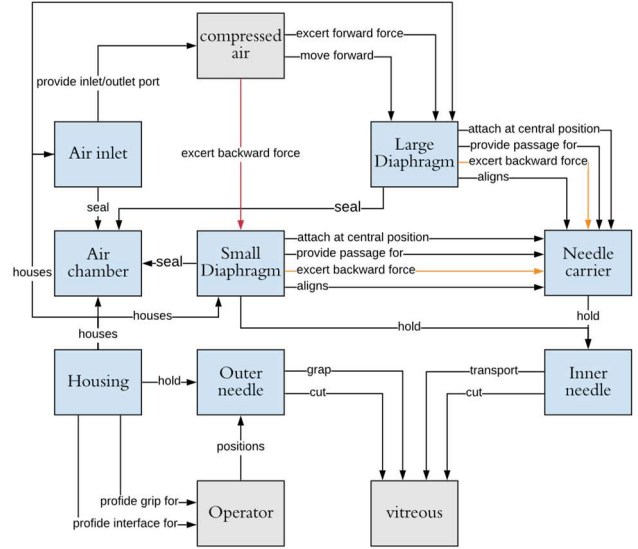 compressed
air
excert forward force
move forward
provide inlet/outlet port
Air inlet
excert backward force
Large
Diaphragm
attach at central position
provide passage for
excert backward force
aligns
seal
seal
Air
chamber
seal
Small
Diaphragm
attach at central position
provide passage for
excert backward force
aligns
Needle
carrier
houses
houses
houses
hold
hold
Housing
hold
Outer
needle
grap
cut
transport
cut
Inner
needle
positions
profide grip for
profide interface for
Operator
vitreous